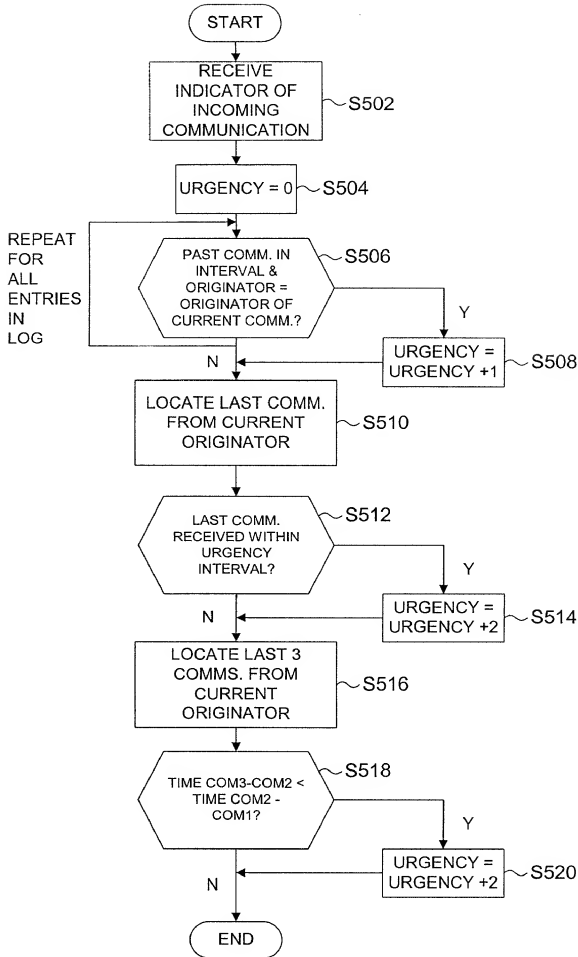 START
RECEIVE
INDICATOR OF
INCOMING
COMMUNICATION
S502
URGENCY = 0
S504
REPEAT
FOR
ALL
ENTRIES
IN
LOG
PAST COMM. IN
INTERVAL &
ORIGINATOR =
ORIGINATOR OF
CURRENT COMM.?
S506
Y
N
URGENCY =
URGENCY +1
S508
LOCATE LAST COMM.
FROM CURRENT
ORIGINATOR
S510
LAST COMM.
RECEIVED WITHIN
URGENCY
INTERVAL?
S512
Y
N
URGENCY =
URGENCY +2
S514
LOCATE LAST 3
COMMS. FROM
CURRENT
ORIGINATOR
S516
TIME COM3-COM2 <
TIME COM2 -
COM1?
S518
Y
N
URGENCY =
URGENCY +2
S520
END